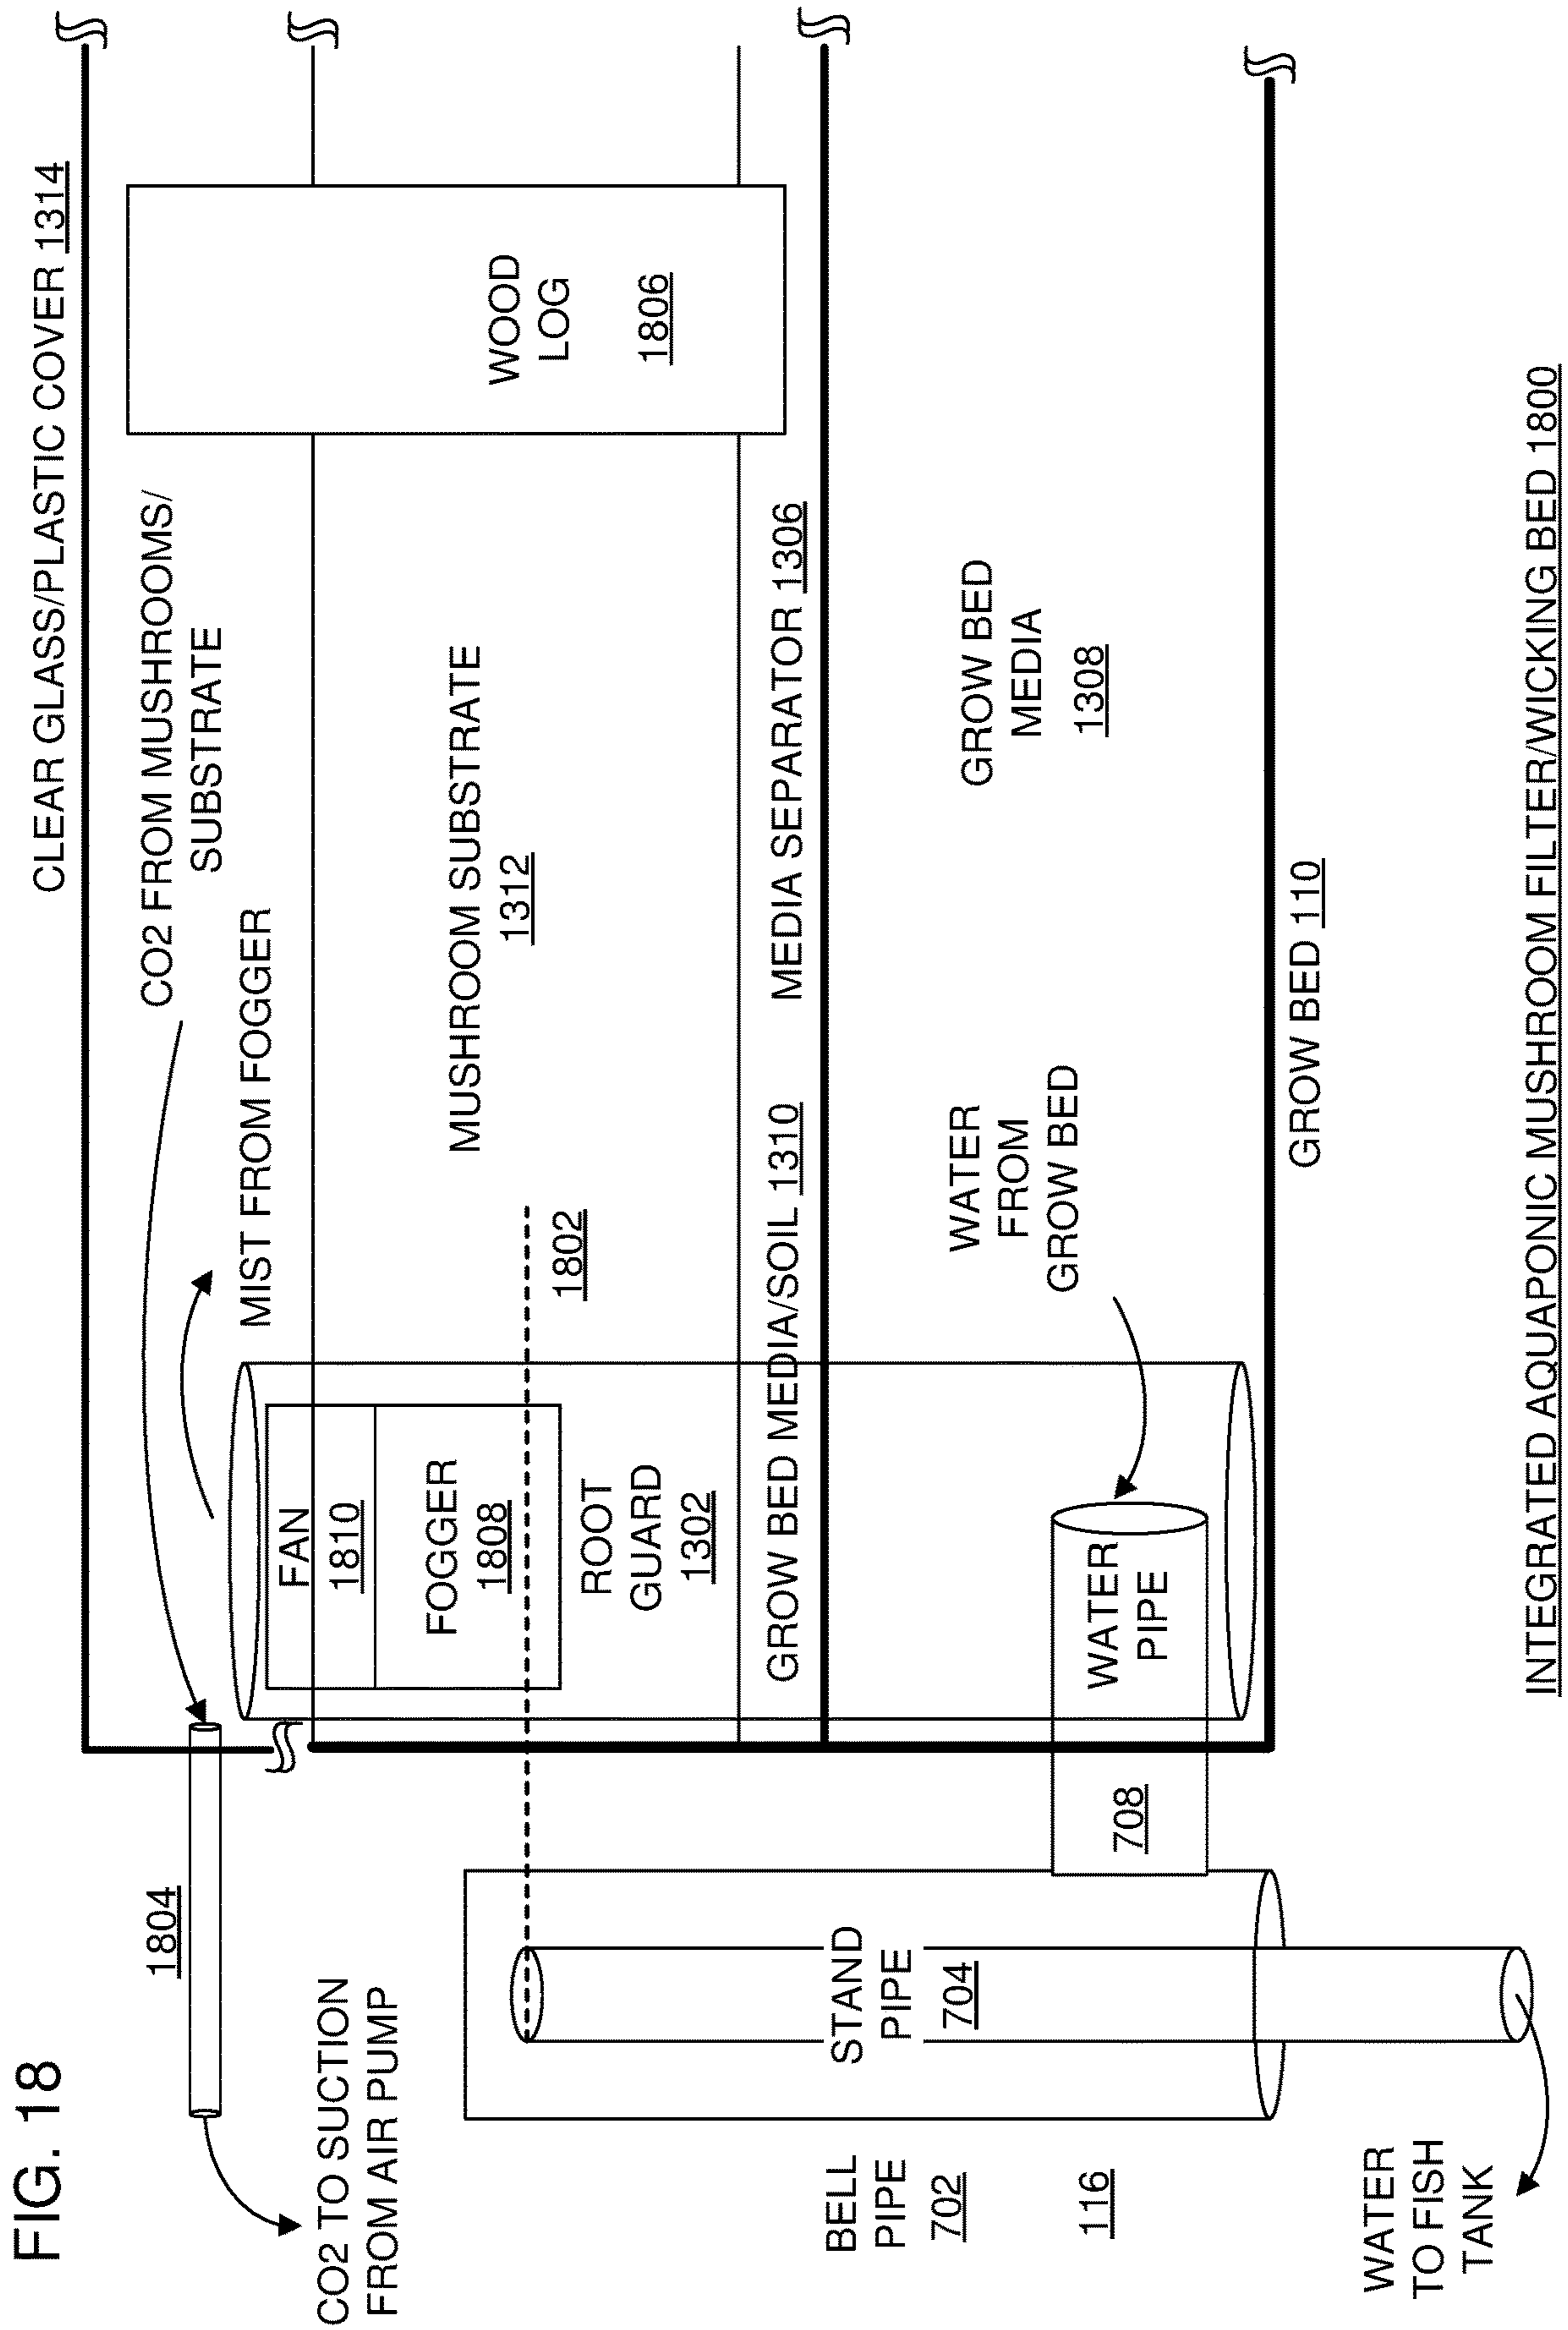 FIG. 18
CLEAR GLASS/PLASTIC COVER 1314
1804
CO2 FROM MUSHROOMS/
SUBSTRATE
MIST FROM FOGGER
CO2 TO SUCTION
FROM AIR PUMP
FAN
1810
FOGGER
1808
ROOT
GUARD
1302
MUSHROOM SUBSTRATE
1312
1802
WOOD
LOG
1806
GROW BED MEDIA/SOIL 1310
MEDIA SEPARATOR 1306
BELL
PIPE
702
116
STAND
PIPE
704
708
WATER
PIPE
WATER
FROM
GROW BED
GROW BED
MEDIA
1308
GROW BED 110
WATER
TO FISH
TANK
INTEGRATED AQUAPONIC MUSHROOM FILTER/WICKING BED 1800